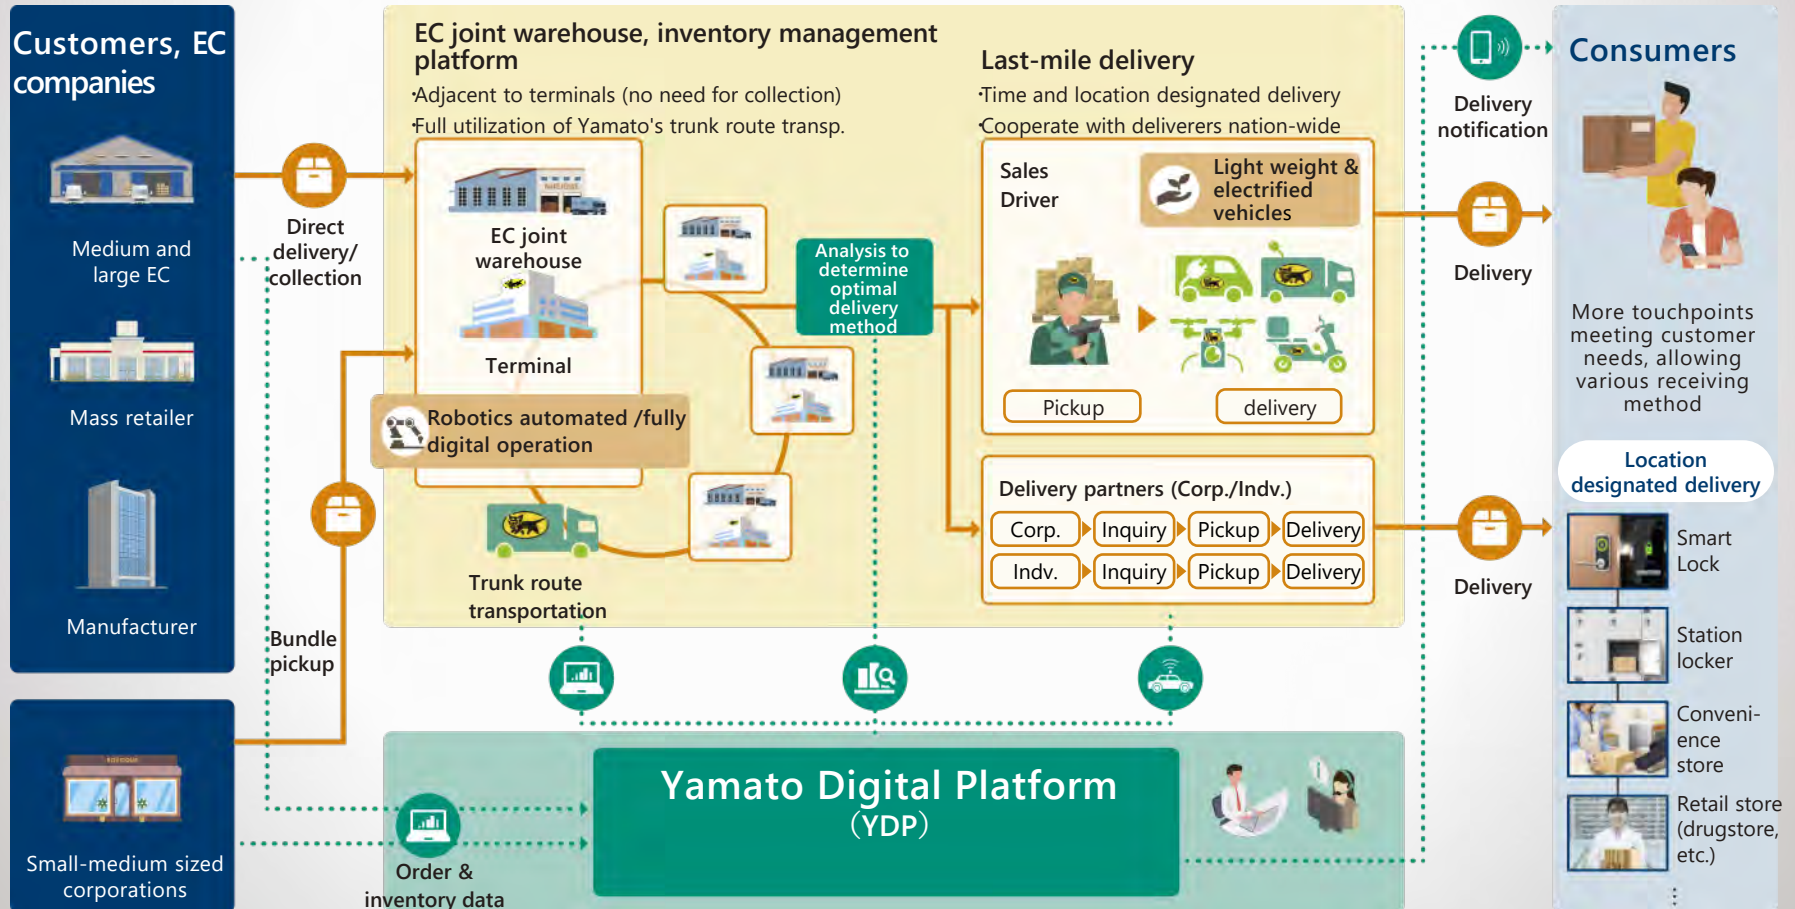 Customers, EC
companies
Medium and
large EC
Mass retailer
Manufacturer
Small-medium sized
corporations
Direct
delivery/
collection
Bundle
pickup
EC joint warehouse, inventory management
platform
·Adjacent to terminals (no need for collection)
·Full utilization of Yamato's trunk route transp.
EC joint
warehouse
Terminal
Robotics automated /fully
digital operation
Trunk route
transportation
Analysis to
determine
optimal
delivery
method
Last-mile delivery
·Time and location designated delivery
·Cooperate with deliverers nation-wide
Sales
Driver
Light weight &
electrified
vehicles
Pickup
delivery
Delivery partners (Corp./Indv.)
Corp.
Inquiry
Pickup
Delivery
Indv.
Inquiry
Pickup
Delivery
Order &
inventory data
Yamato Digital Platform
(YDP)
Delivery
notification
Delivery
Delivery
Consumers
More touchpoints
meeting customer
needs, allowing
various receiving
method
Location
designated delivery
Smart
Lock
Station
locker
Conveni-
ence
store
Retail store
(drugstore,
etc.)
⋮